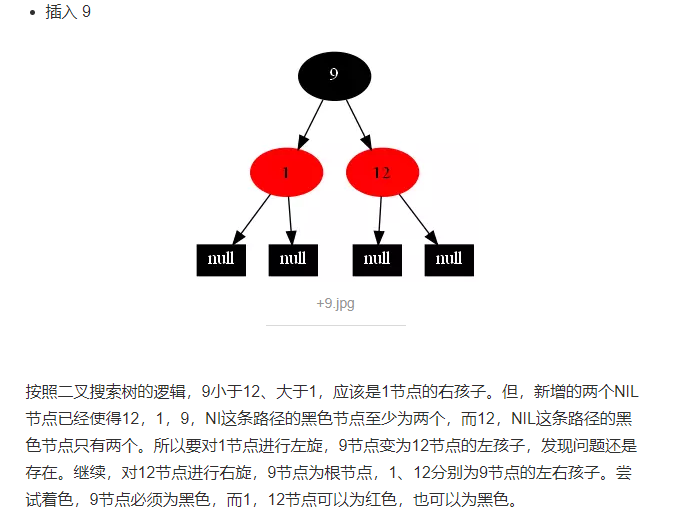 插入 9
9
1 12
null null null null
+9.jpg
按照二叉搜索树的逻辑，9小于12、大于1，应该是1节点的右孩子。但，新增的两个NIL
节点已经使得12，1，9，NI这条路径的黑色节点至少为两个，而12，NIL这条路径的黑
色节点只有两个。所以要对1节点进行左旋，9节点变为12节点的左孩子，发现问题还是
存在。继续，对12节点进行右旋，9节点为根节点，1、12分别为9节点的左右孩子。尝
试着色，9节点必须为黑色，而1，12节点可以为红色，也可以为黑色。